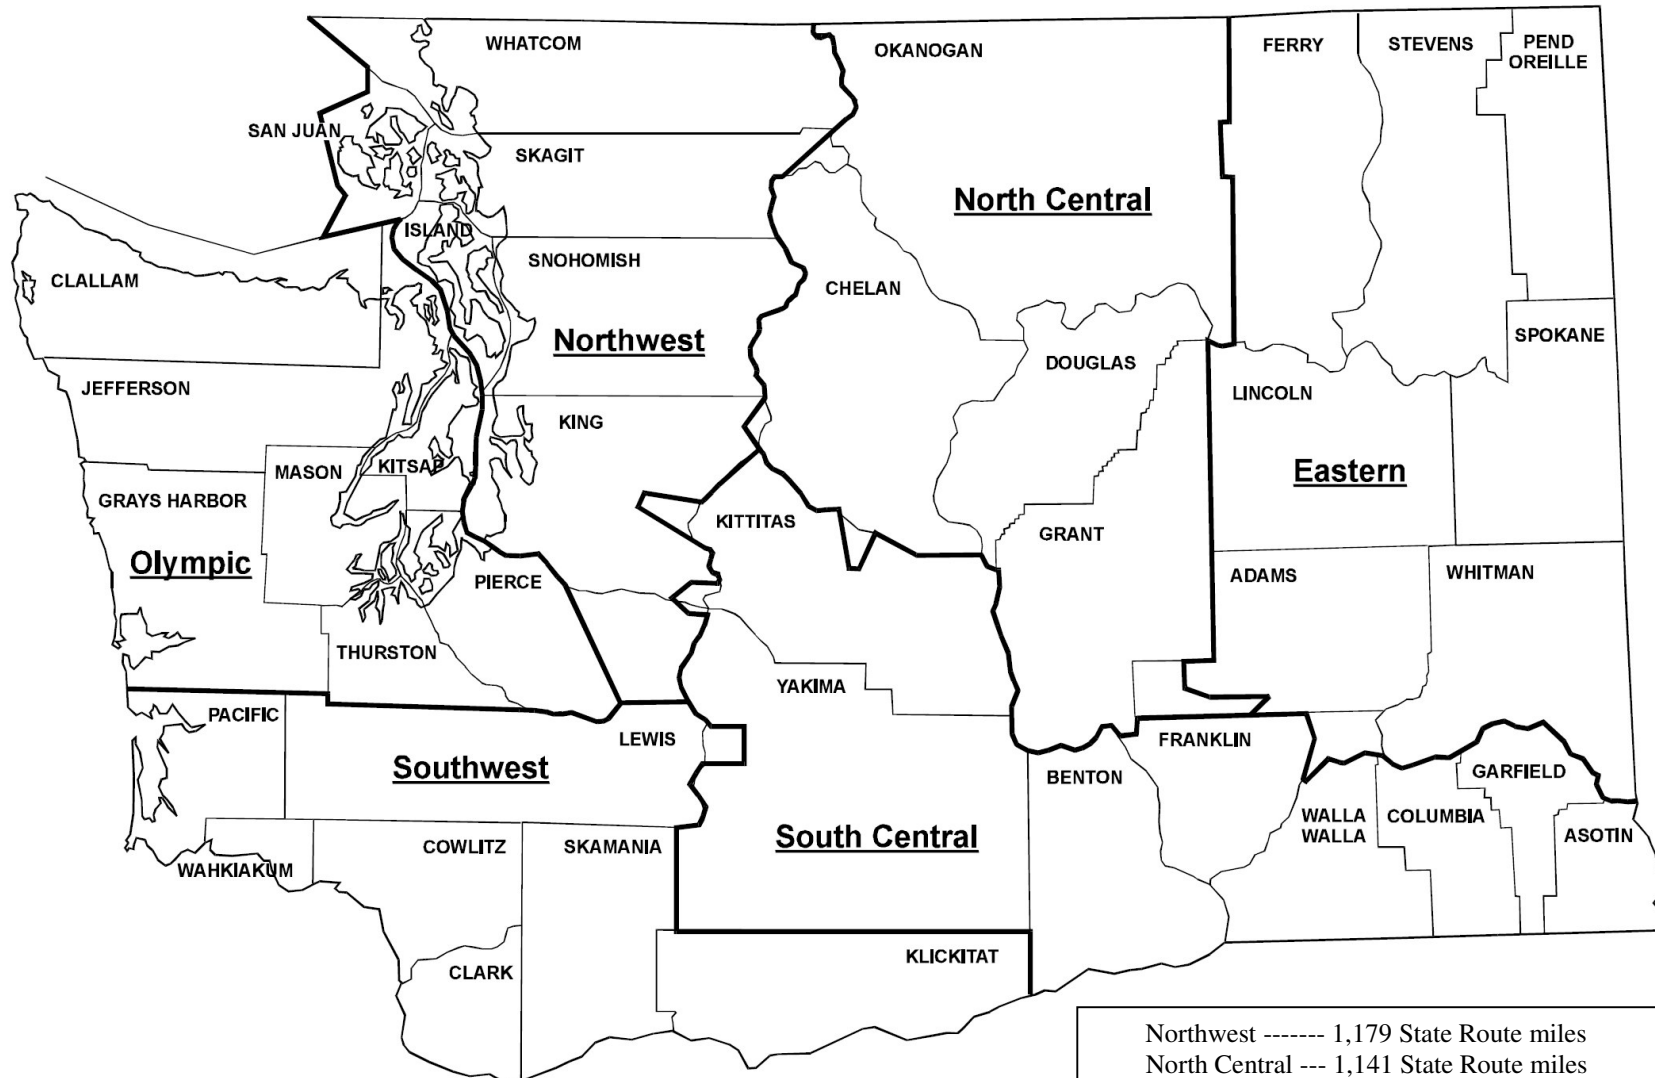 WHATCOM
OKANOGAN
FERRY
STEVENS
PEND
OREILLE
SAN JUAN
SKAGIT
North Central
ISLAND
SNOHOMISH
CLALLAM
CHELAN
Northwest
SPOKANE
DOUGLAS
JEFFERSON
LINCOLN
KING
MASON
KITSAP
Eastern
GRAYS HARBOR
KITTITAS
GRANT
Olympic
PIERCE
ADAMS
WHITMAN
THURSTON
YAKIMA
PACIFIC
LEWIS
FRANKLIN
Southwest
BENTON
GARFIELD
WALLA
WALLA
COLUMBIA
South Central
ASOTIN
COWLITZ
SKAMANIA
WAHKIAKUM
KLICKITAT
CLARK
Northwest ------- 1,179 State Route miles
North Central --- 1,141 State Route miles